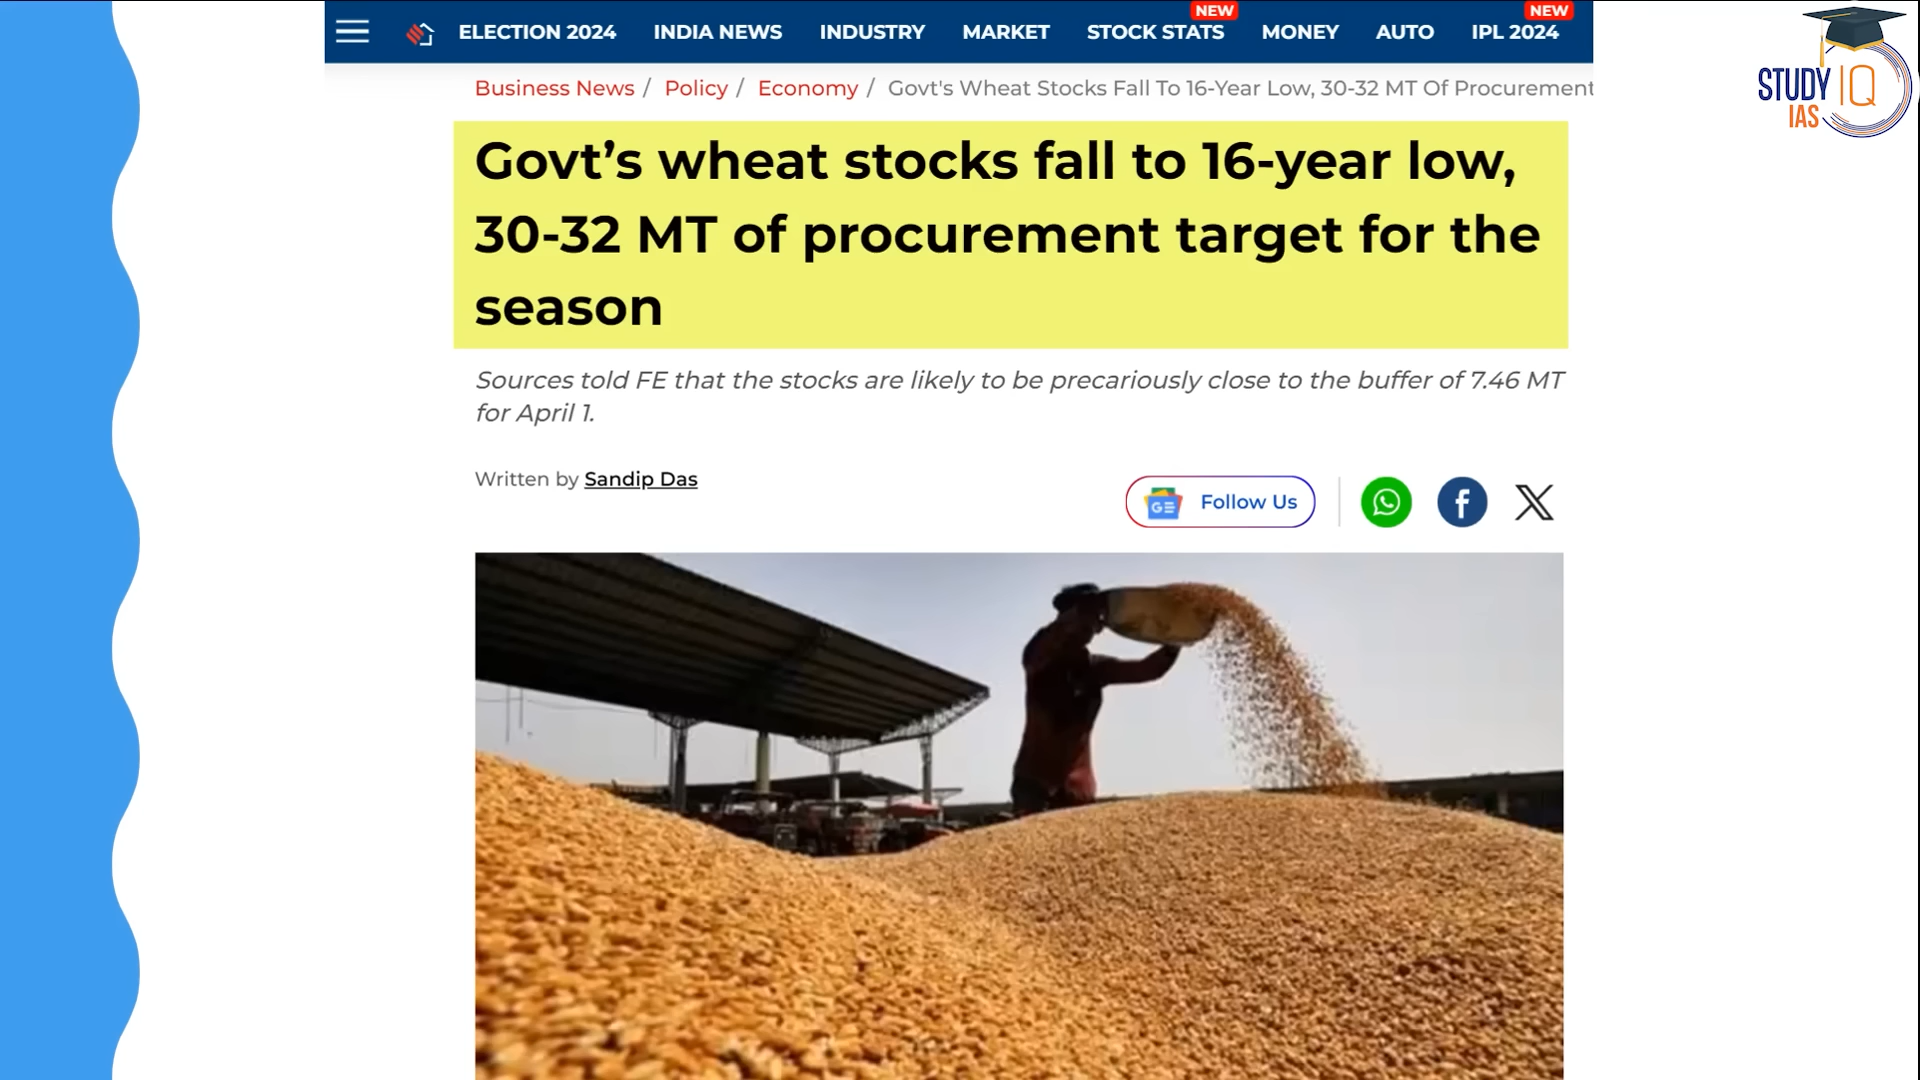 NEW
NEW
ELECTION 2024 INDIA NEWS INDUSTRY MARKET STOCK STATS MONEY AUTO IPL 2024
STUDY IQ
IAS
Business News / Policy / Economy / Govt's Wheat Stocks Fall To 16-Year Low, 30-32 MT Of Procurement
Govt’s wheat stocks fall to 16-year low,
30-32 MT of procurement target for the
season
Sources told FE that the stocks are likely to be precariously close to the buffer of 7.46 MT
for April 1.
Written by Sandip Das
GE Follow Us